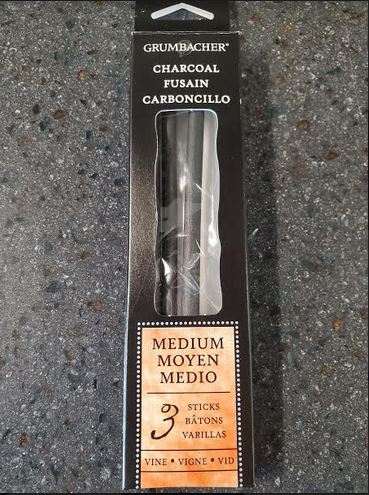 GRUMBACHER®
CHARCOAL
FUSAIN
CARBONCILLO
MEDIUM
MOYEN
MEDIO
3 STICKS
BÂTONS
VARILLAS
VINE • VIGNE • VID